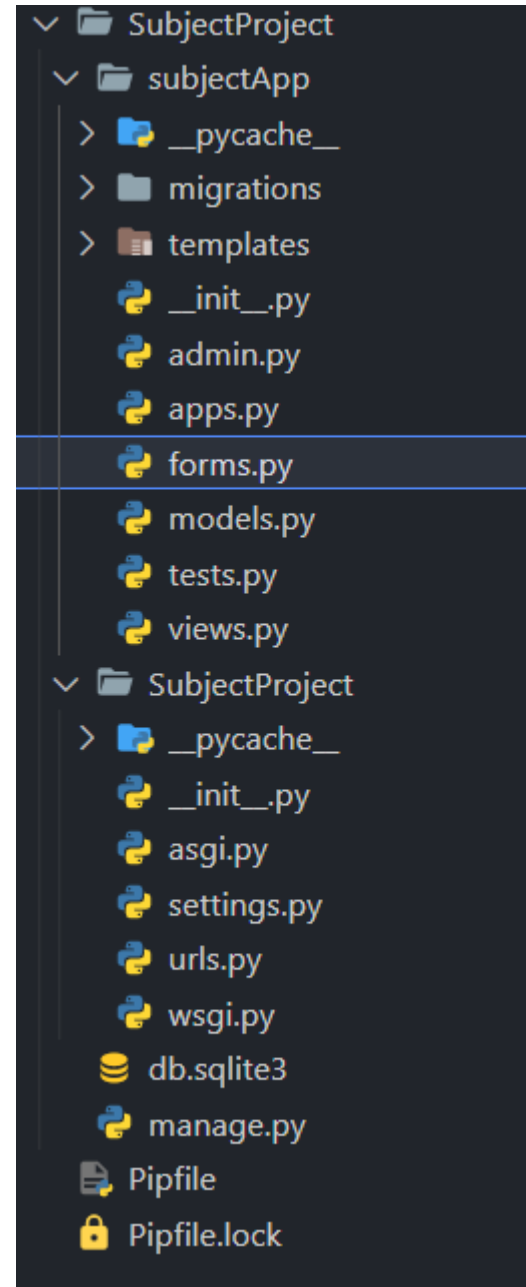 SubjectProject
subjectApp
__pycache__
migrations
templates
__init__.py
admin.py
apps.py
forms.py
models.py
tests.py
views.py
SubjectProject
__pycache__
__init__.py
asgi.py
settings.py
urls.py
wsgi.py
db.sqlite3
manage.py
Pipfile
Pipfile.lock